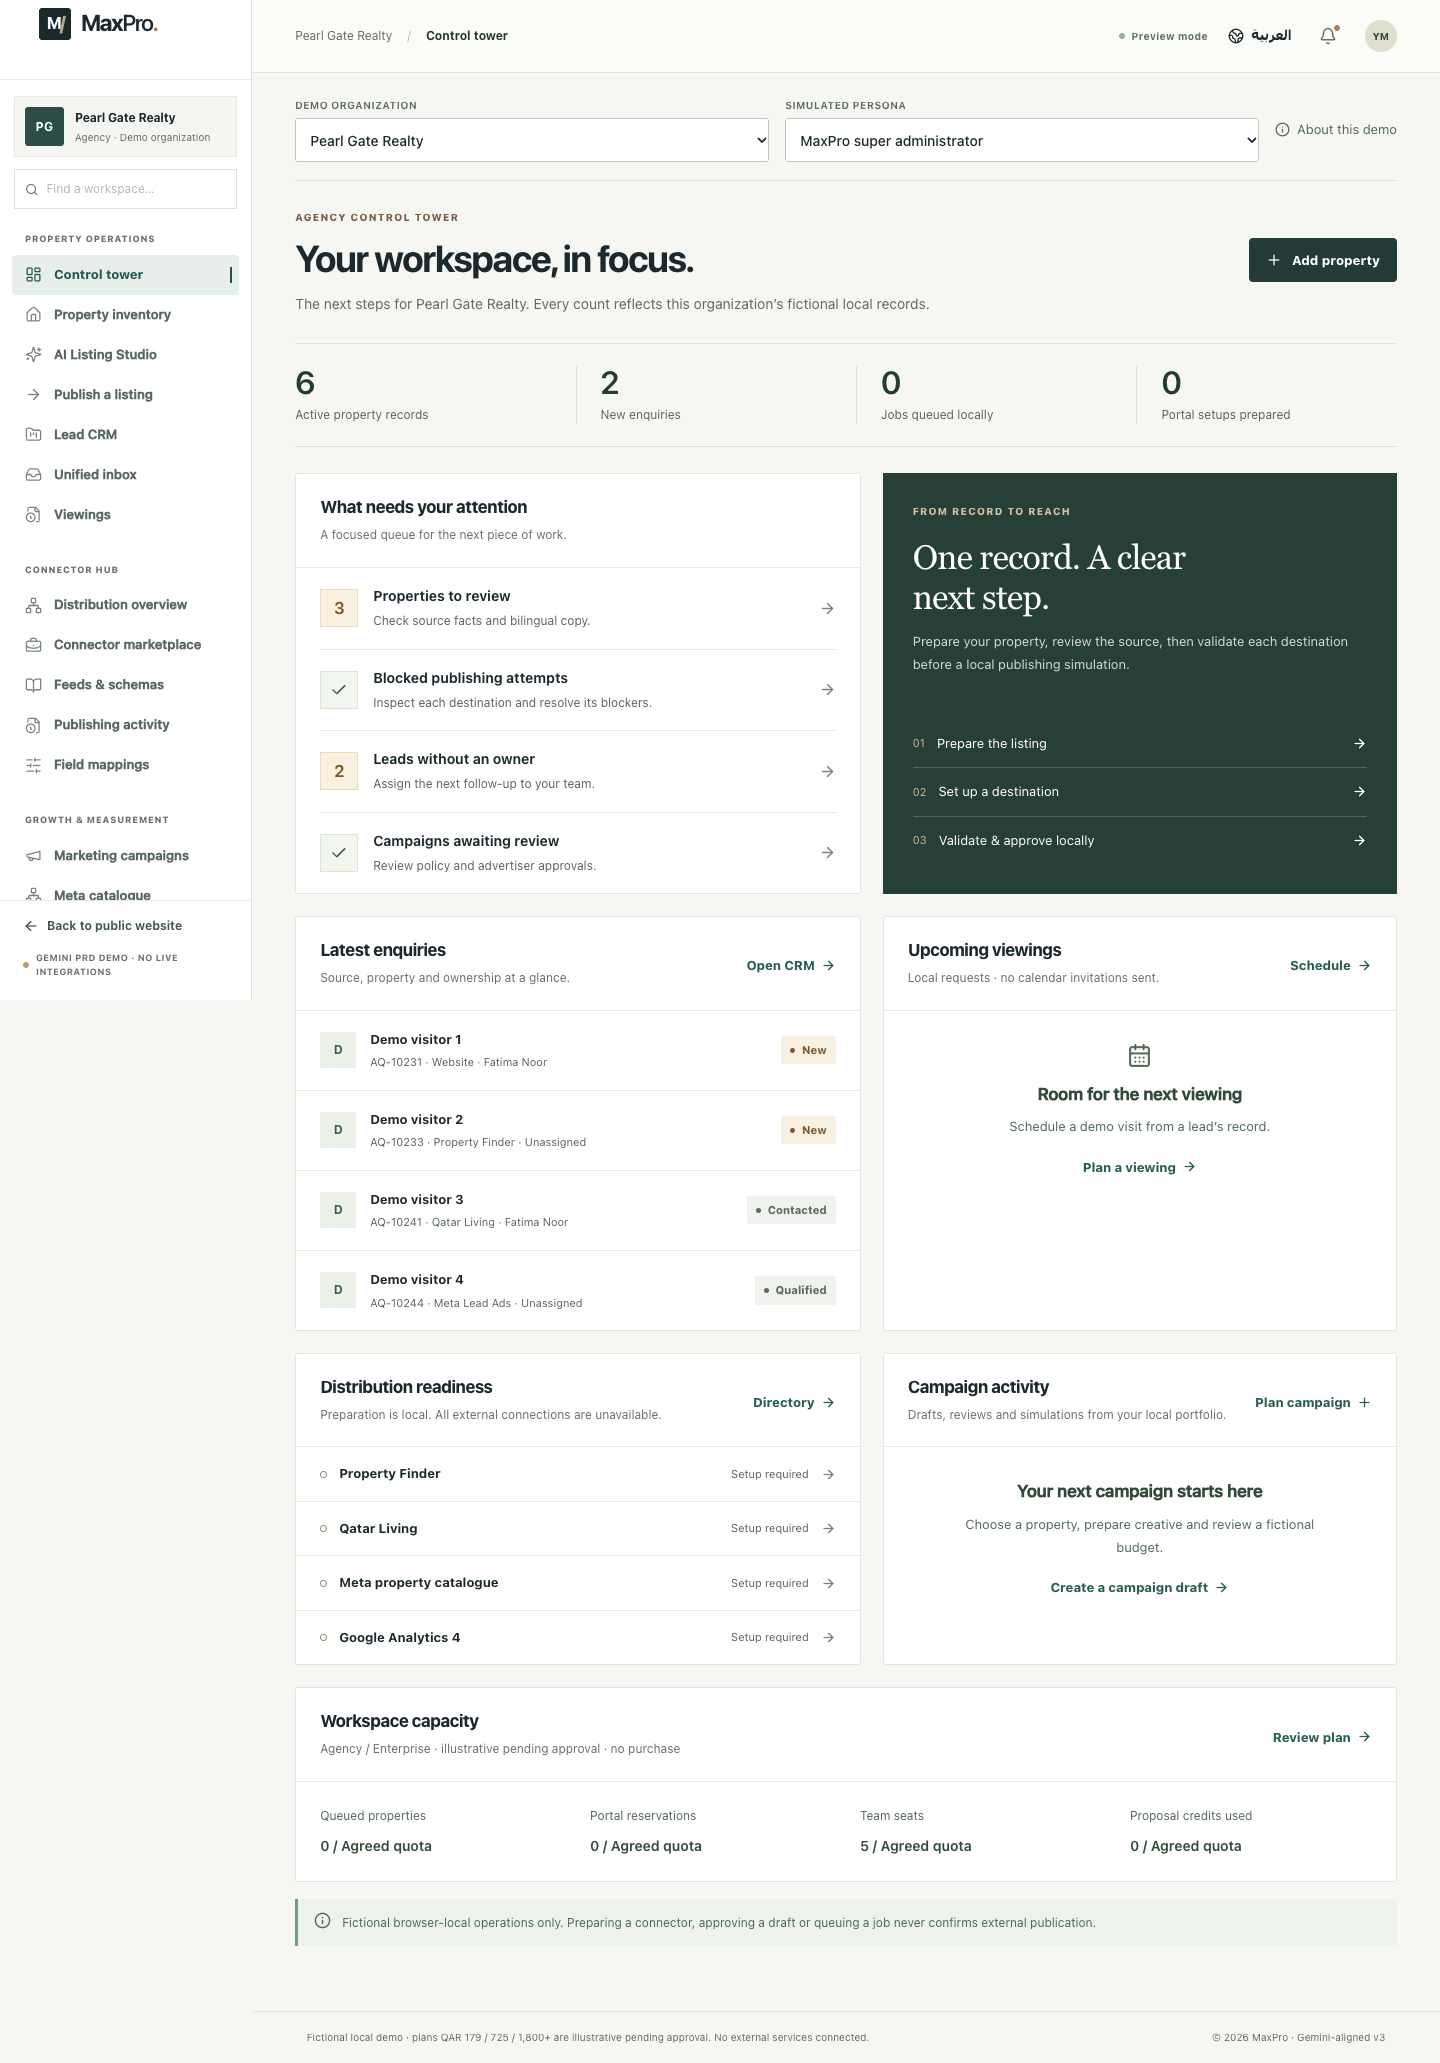 M/ MaxPro.
PG
Pearl Gate Realty
Agency · Demo organization
Find a workspace...
PROPERTY OPERATIONS
Control tower
Property inventory
AI Listing Studio
Publish a listing
Lead CRM
Unified inbox
Viewings
CONNECTOR HUB
Distribution overview
Connector marketplace
Feeds & schemas
Publishing activity
Field mappings
GROWTH & MEASUREMENT
Marketing campaigns
Meta catalogue
Back to public website
GEMINI PRD DEMO · NO LIVE
INTEGRATIONS
Pearl Gate Realty / Control tower
Preview mode
العربية
YM
DEMO ORGANIZATION
Pearl Gate Realty
SIMULATED PERSONA
MaxPro super administrator
About this demo
AGENCY CONTROL TOWER
Your workspace, in focus.
The next steps for Pearl Gate Realty. Every count reflects this organization's fictional local records.
+ Add property
6
Active property records
2
New enquiries
0
Jobs queued locally
0
Portal setups prepared
What needs your attention
A focused queue for the next piece of work.
3
Properties to review
Check source facts and bilingual copy.
Blocked publishing attempts
Inspect each destination and resolve its blockers.
2
Leads without an owner
Assign the next follow-up to your team.
Campaigns awaiting review
Review policy and advertiser approvals.
FROM RECORD TO REACH
One record. A clear
next step.
Prepare your property, review the source, then validate each destination
before a local publishing simulation.
01 Prepare the listing
02 Set up a destination
03 Validate & approve locally
Latest enquiries
Source, property and ownership at a glance.
Open CRM
D
Demo visitor 1
AQ-10231 · Website · Fatima Noor
New
D
Demo visitor 2
AQ-10233 · Property Finder · Unassigned
New
D
Demo visitor 3
AQ-10241 · Qatar Living · Fatima Noor
Contacted
D
Demo visitor 4
AQ-10244 · Meta Lead Ads · Unassigned
Qualified
Upcoming viewings
Local requests · no calendar invitations sent.
Schedule
Room for the next viewing
Schedule a demo visit from a lead's record.
Plan a viewing
Distribution readiness
Preparation is local. All external connections are unavailable.
Directory
Property Finder
Setup required
Qatar Living
Setup required
Meta property catalogue
Setup required
Google Analytics 4
Setup required
Campaign activity
Drafts, reviews and simulations from your local portfolio.
Plan campaign +
Your next campaign starts here
Choose a property, prepare creative and review a fictional
budget.
Create a campaign draft
Workspace capacity
Agency / Enterprise · illustrative pending approval · no purchase
Review plan
Queued properties
0 / Agreed quota
Portal reservations
0 / Agreed quota
Team seats
5 / Agreed quota
Proposal credits used
0 / Agreed quota
Fictional browser-local operations only. Preparing a connector, approving a draft or queuing a job never confirms external publication.
Fictional local demo · plans QAR 179 / 725 / 1,800+ are illustrative pending approval. No external services connected.
© 2026 MaxPro · Gemini-aligned v3